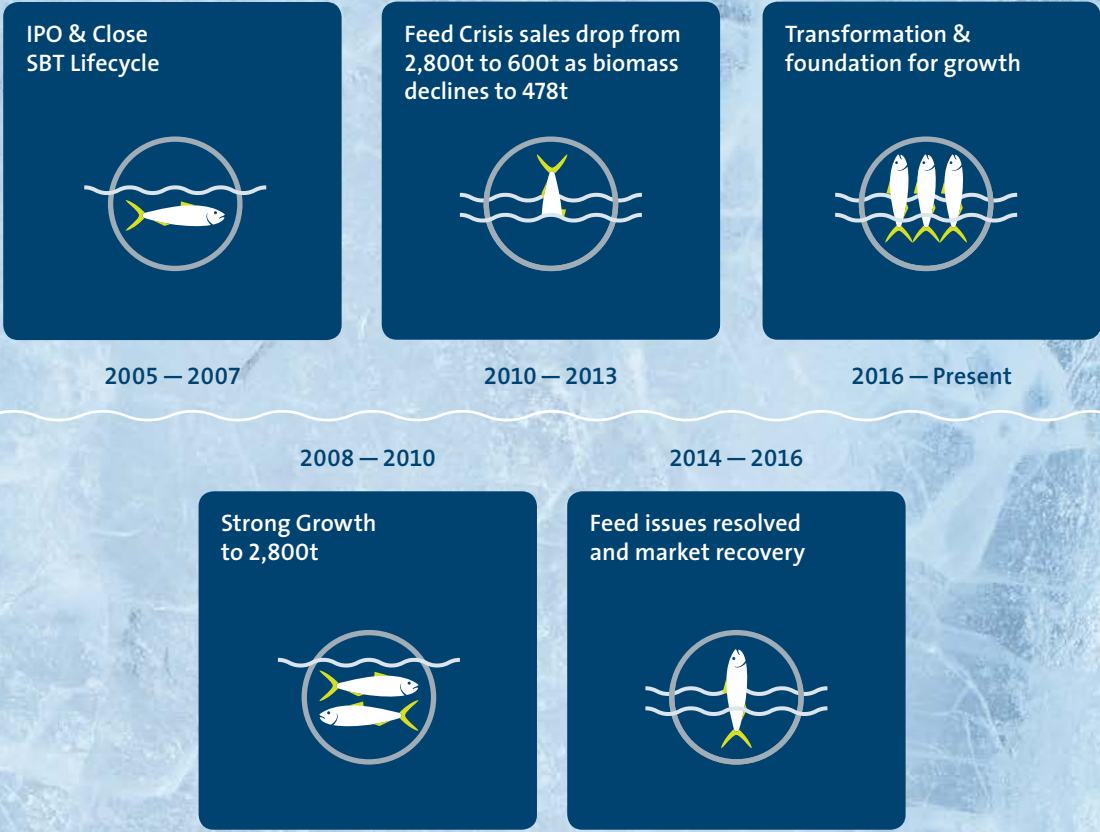 IPO & Close
SBT Lifecycle
Feed Crisis sales drop from
2,800t to 600t as biomass
declines to 478t
Transformation &
foundation for growth
2005 — 2007
2010 — 2013
2016 — Present
2008 — 2010
2014 — 2016
Strong Growth
to 2,800t
Feed issues resolved
and market recovery